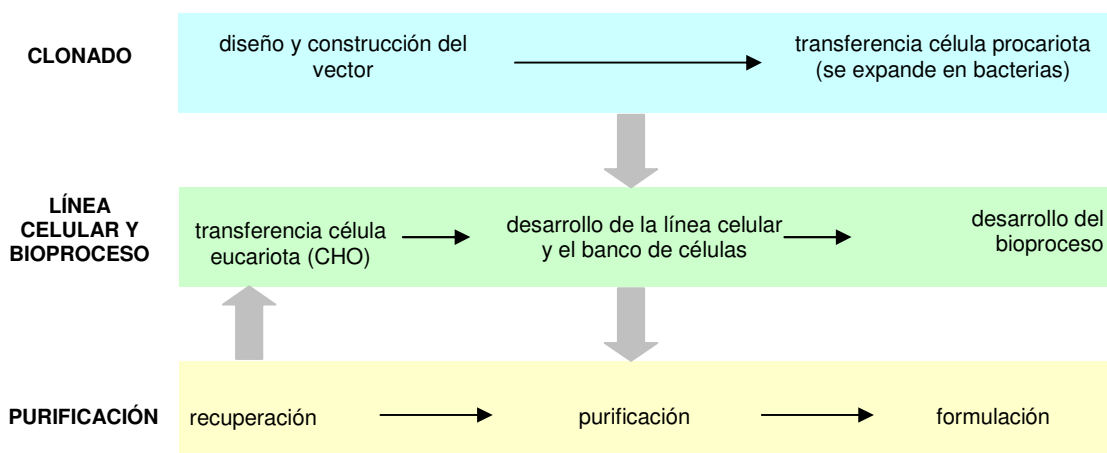 CLONADO
diseño y construcción del
vector
transferencia célula procariota
(se expande en bacterias)
LÍNEA
CELULAR Y
BIOPROCESO
transferencia célula
eucariota (CHO)
desarrollo de la línea celular
y el banco de células
desarrollo del
bioproceso
PURIFICACIÓN
recuperación
purificación
formulación